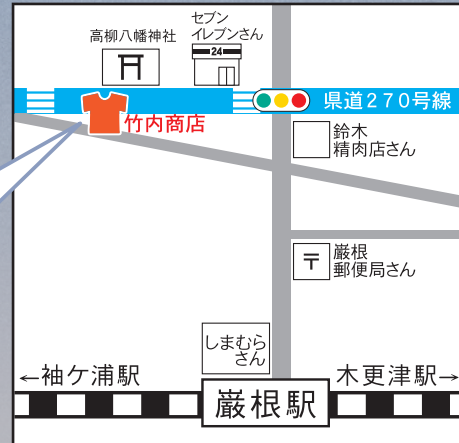 セブン
イレブンさん
高柳八幡神社
24
県道270号線
竹内商店
鈴木
精肉店さん
〒
巌根
郵便局さん
しまむら
さん
←袖ケ浦駅
木更津駅→
巌根駅